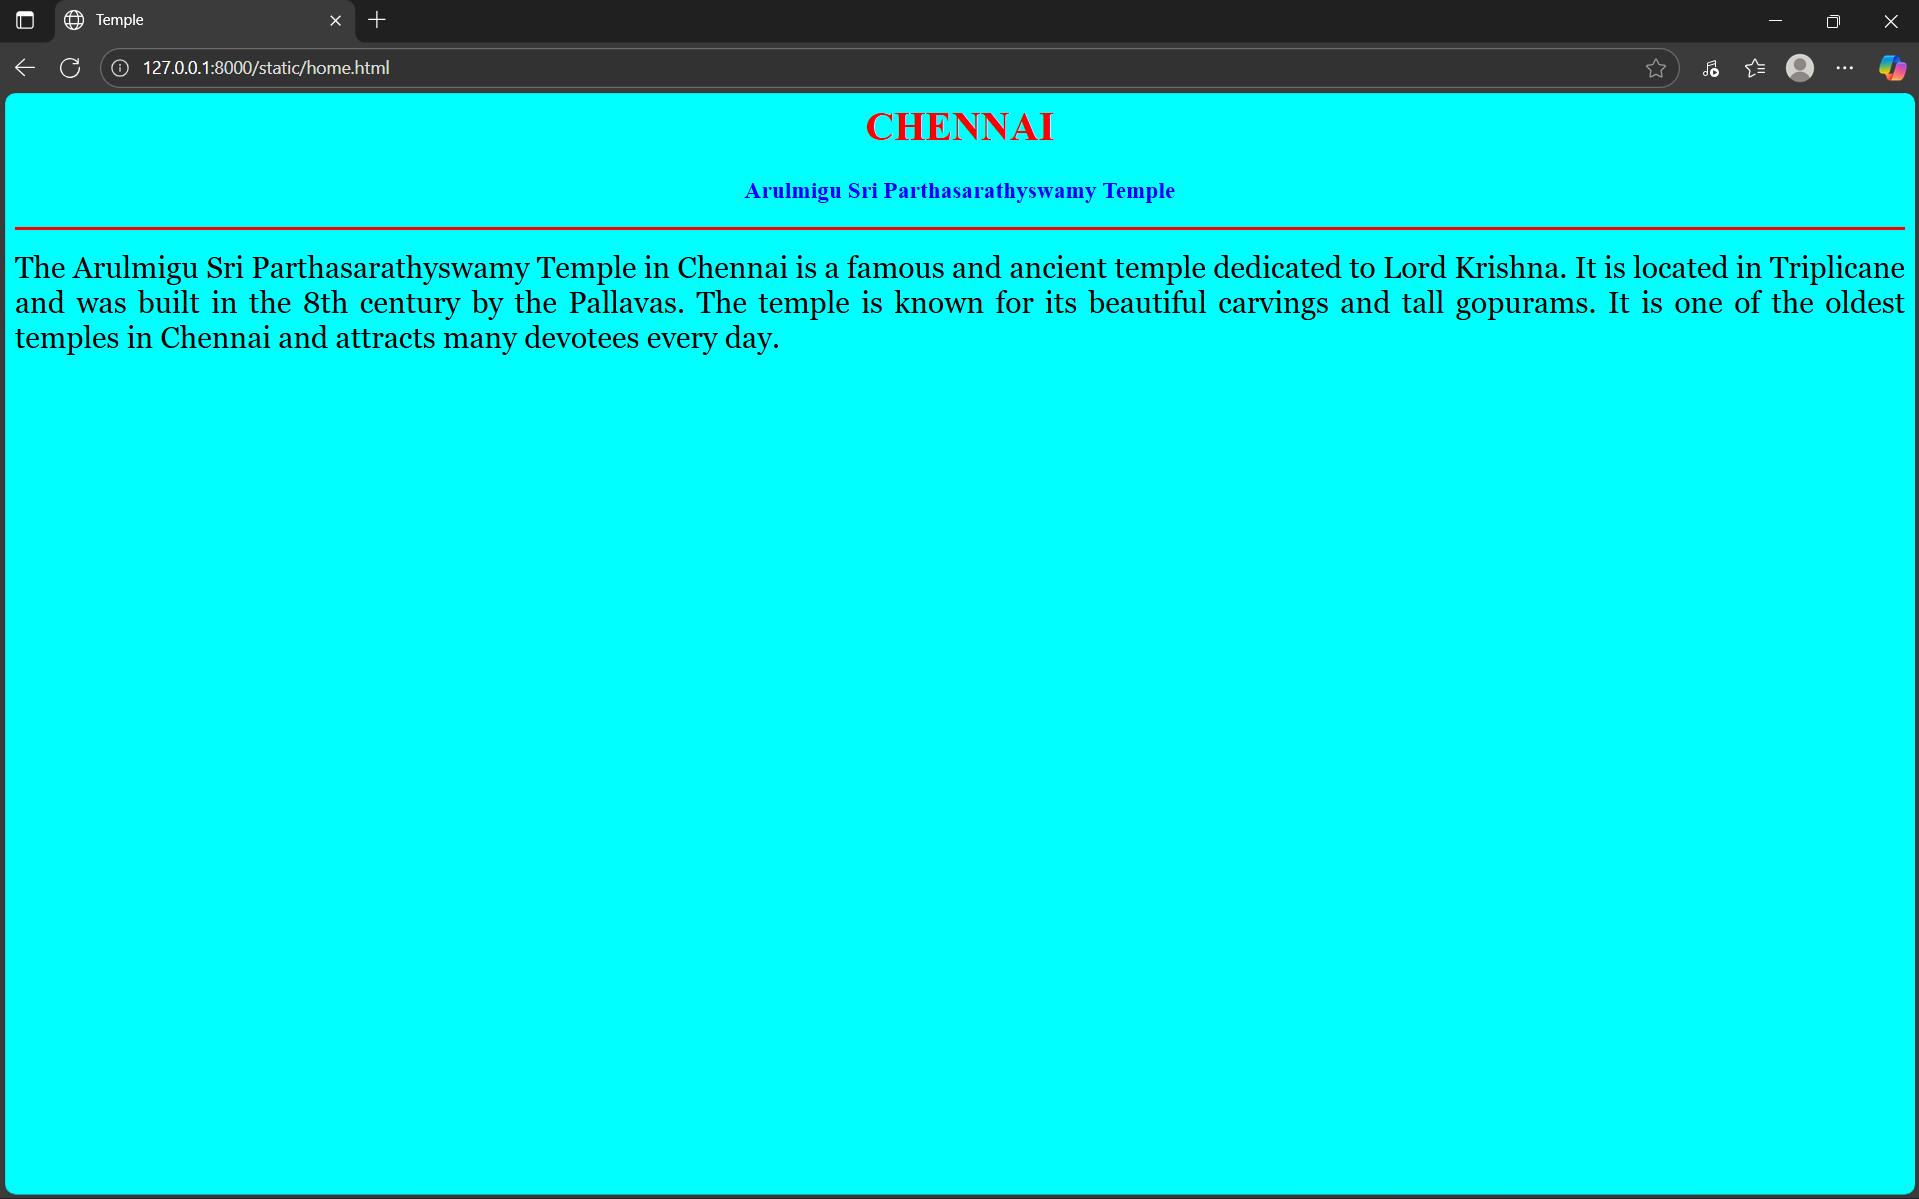 Temple
127.0.0.1:8000/static/home.html
CHENNAI
Arulmigu Sri Parthasarathyswamy Temple
The Arulmigu Sri Parthasarathyswamy Temple in Chennai is a famous and ancient temple dedicated to Lord Krishna. It is located in Triplicane
and was built in the 8th century by the Pallavas. The temple is known for its beautiful carvings and tall gopurams. It is one of the oldest
temples in Chennai and attracts many devotees every day.